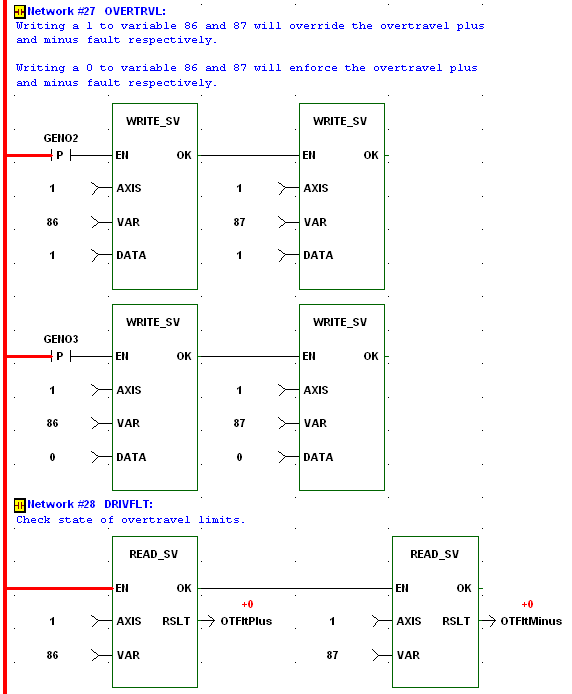 Network #27 OVERTRVL:
Writing a 1 to variable 86 and 87 will override the overtravel plus
and minus fault respectively.
Writing a 0 to variable 86 and 87 will enforce the overtravel plus
and minus fault respectively.
WRITE_SV WRITE_SV
GENO2
P EN OK EN OK
1 AXIS 1 AXIS
86 VAR 87 VAR
1 DATA 1 DATA
WRITE_SV WRITE_SV
GENO3
P EN OK EN OK
1 AXIS 1 AXIS
86 VAR 87 VAR
0 DATA 0 DATA
Network #28 DRIVFLT:
Check state of overtravel limits.
READ_SV READ_SV
EN OK EN OK
+0 +0
1 AXIS RSLT OTFltPlus 1 AXIS RSLT OTFltMinus
86 VAR 87 VAR